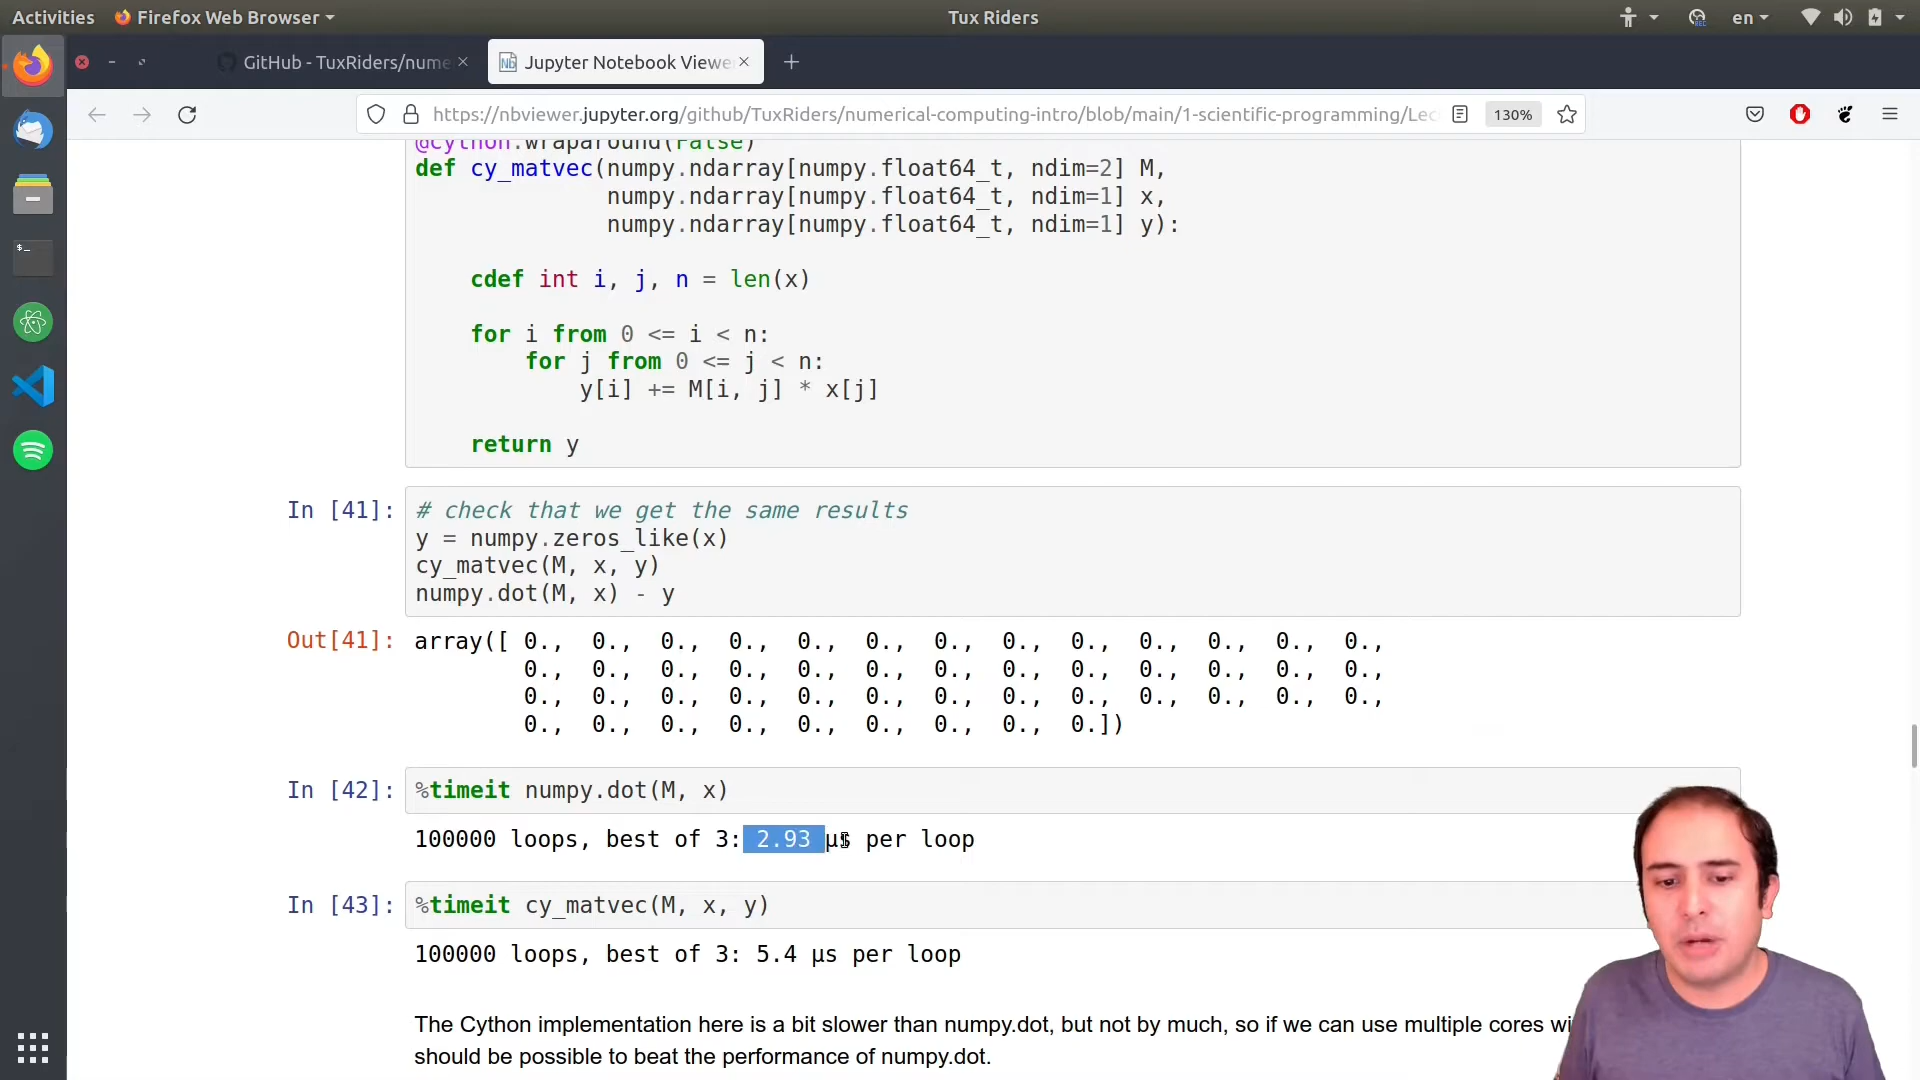 Activities Firefox Web Browser Tux Riders en
GitHub - TuxRiders/nume Jupyter Notebook Viewe
https://nbviewer.jupyter.org/github/TuxRiders/numerical-computing-intro/blob/main/1-scientific-programming/Lec 130%
@cython.wraparound(False)
def cy_matvec(numpy.ndarray[numpy.float64_t, ndim=2] M,
numpy.ndarray[numpy.float64_t, ndim=1] x,
numpy.ndarray[numpy.float64_t, ndim=1] y):
cdef int i, j, n = len(x)
for i from 0 <= i < n:
for j from 0 <= j < n:
y[i] += M[i, j] * x[j]
return y
In [41]: # check that we get the same results
y = numpy.zeros_like(x)
cy_matvec(M, x, y)
numpy.dot(M, x) - y
Out[41]: array([ 0., 0., 0., 0., 0., 0., 0., 0., 0., 0., 0., 0., 0.,
0., 0., 0., 0., 0., 0., 0., 0., 0., 0., 0., 0., 0.,
0., 0., 0., 0., 0., 0., 0., 0., 0., 0., 0., 0., 0.,
0., 0., 0., 0., 0., 0., 0., 0., 0.])
In [42]: %timeit numpy.dot(M, x)
100000 loops, best of 3: 2.93 µs per loop
In [43]: %timeit cy_matvec(M, x, y)
100000 loops, best of 3: 5.4 µs per loop
The Cython implementation here is a bit slower than numpy.dot, but not by much, so if we can use multiple cores wi
should be possible to beat the performance of numpy.dot.